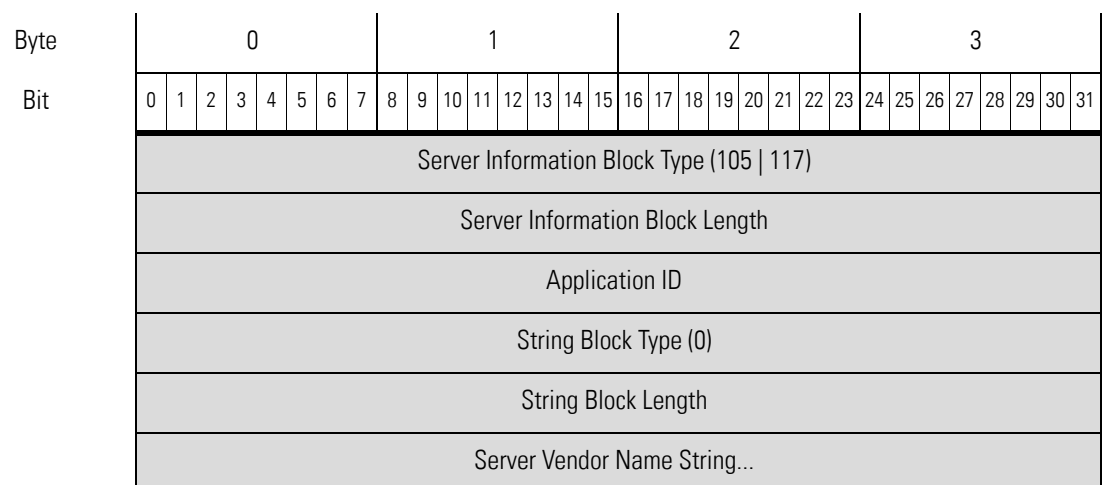 Byte 0 1 2 3
Bit 0 1 2 3 4 5 6 7 8 9 10 11 12 13 14 15 16 17 18 19 20 21 22 23 24 25 26 27 28 29 30 31
Server Information Block Type (105 | 117)
Server Information Block Length
Application ID
String Block Type (0)
String Block Length
Server Vendor Name String...